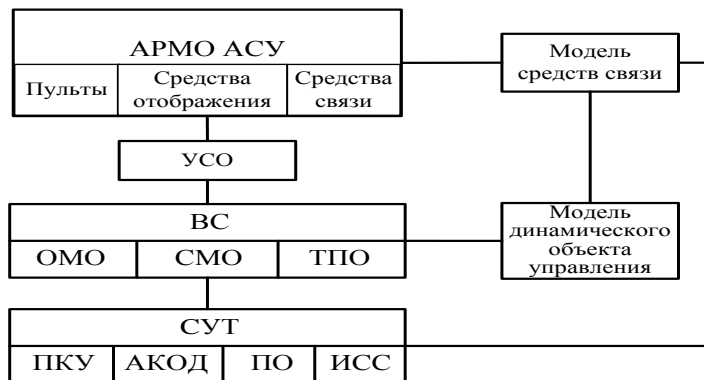 АРМО АСУ
Пульты
Средства
отображения
Средства
связи
Модель
средств связи
УСО
ВС
ОМО
СМО
ТПО
Модель
динамического
объекта
управления
СУТ
ПКУ
АКОД
ПО
ИСС